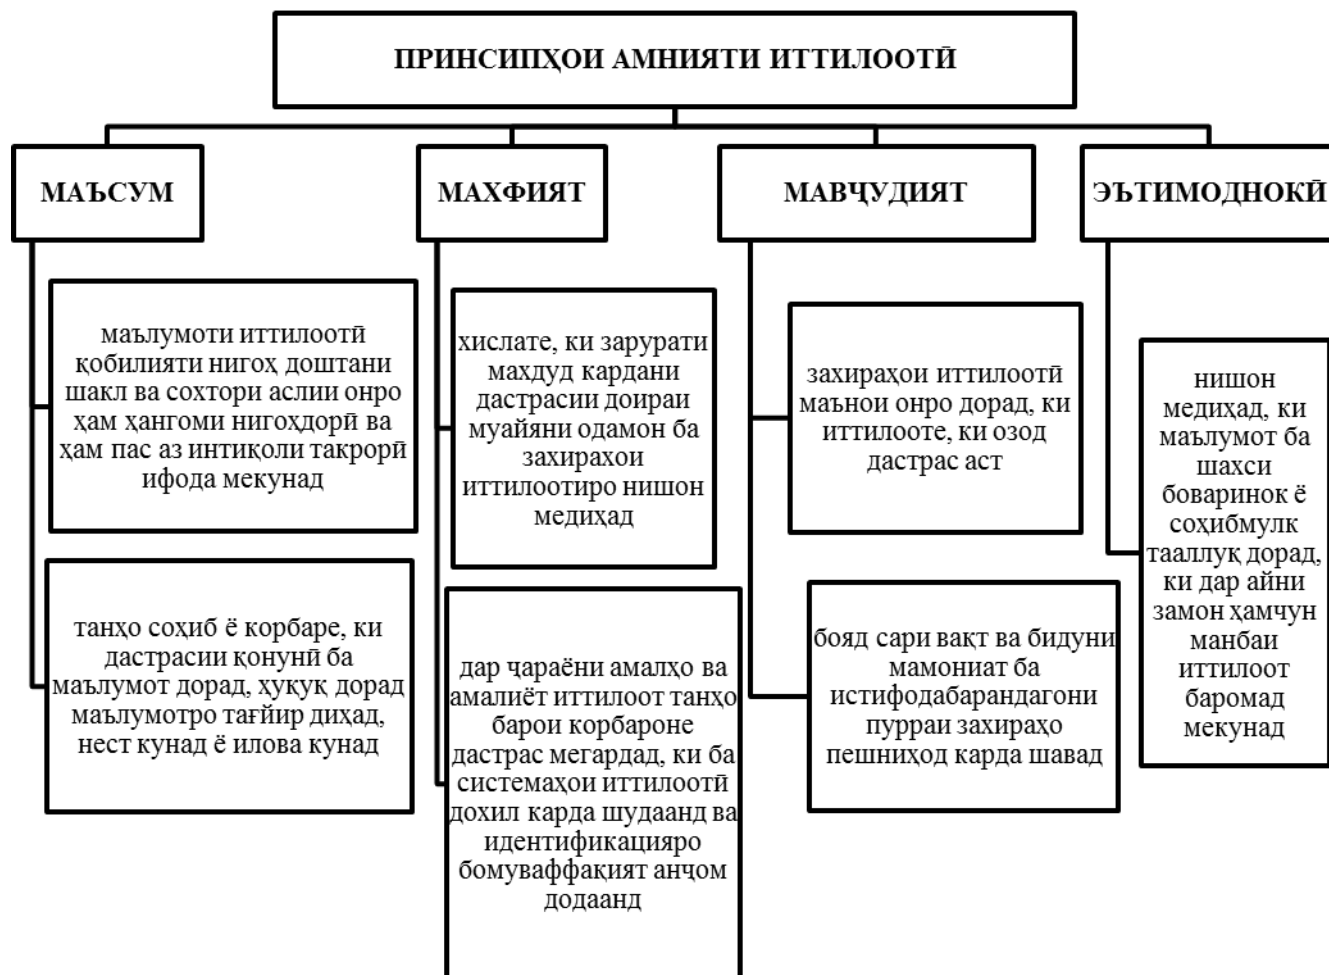 ПРИНСИПҲОИ АМНИЯТИ ИТТИЛООТӢ
МАЪСУМ
маълумоти иттилоотӣ
қобилияти нигоҳ доштани
шакл ва сохтори аслии онро
ҳам ҳангоми нигоҳдорӣ ва
ҳам пас аз интиқоли такрорӣ
ифода мекунад
танҳо соҳиб ё корбаре, ки
дастрасии қонунӣ ба
маълумот дорад, ҳуқуқ дорад
маълумотро тағйир диҳад,
нест кунад ё илова кунад
МАХФИЯТ
хислате, ки зарурати
махдуд кардани
дастрасии доираи
муайяни одамон ба
захирахои
иттилоотиро нишон
медиҳад
дар ҷараёни амалҳо ва
амалиёт иттилоот танҳо
барои корбароне
дастрас мегардад, ки ба
системаҳои иттилоотӣ
дохил карда шудаанд ва
идентификацияро
бомуваффақият анҷом
додаанд
МАВҶУДИЯТ
захираҳои иттилоотӣ
маънои онро дорад, ки
иттилооте, ки озод
дастрас аст
бояд сари вақт ва бидуни
мамониат ба
истифодабарандагони
пурраи захираҳо
пешниҳод карда шавад
ЭЪТИМОДНОКӢ
нишон
медиҳад, ки
маълумот ба
шахси
боваринок ё
соҳибмулк
тааллуқ дорад,
ки дар айни
замон ҳамчун
манбаи
иттилоот
баромад
мекунад